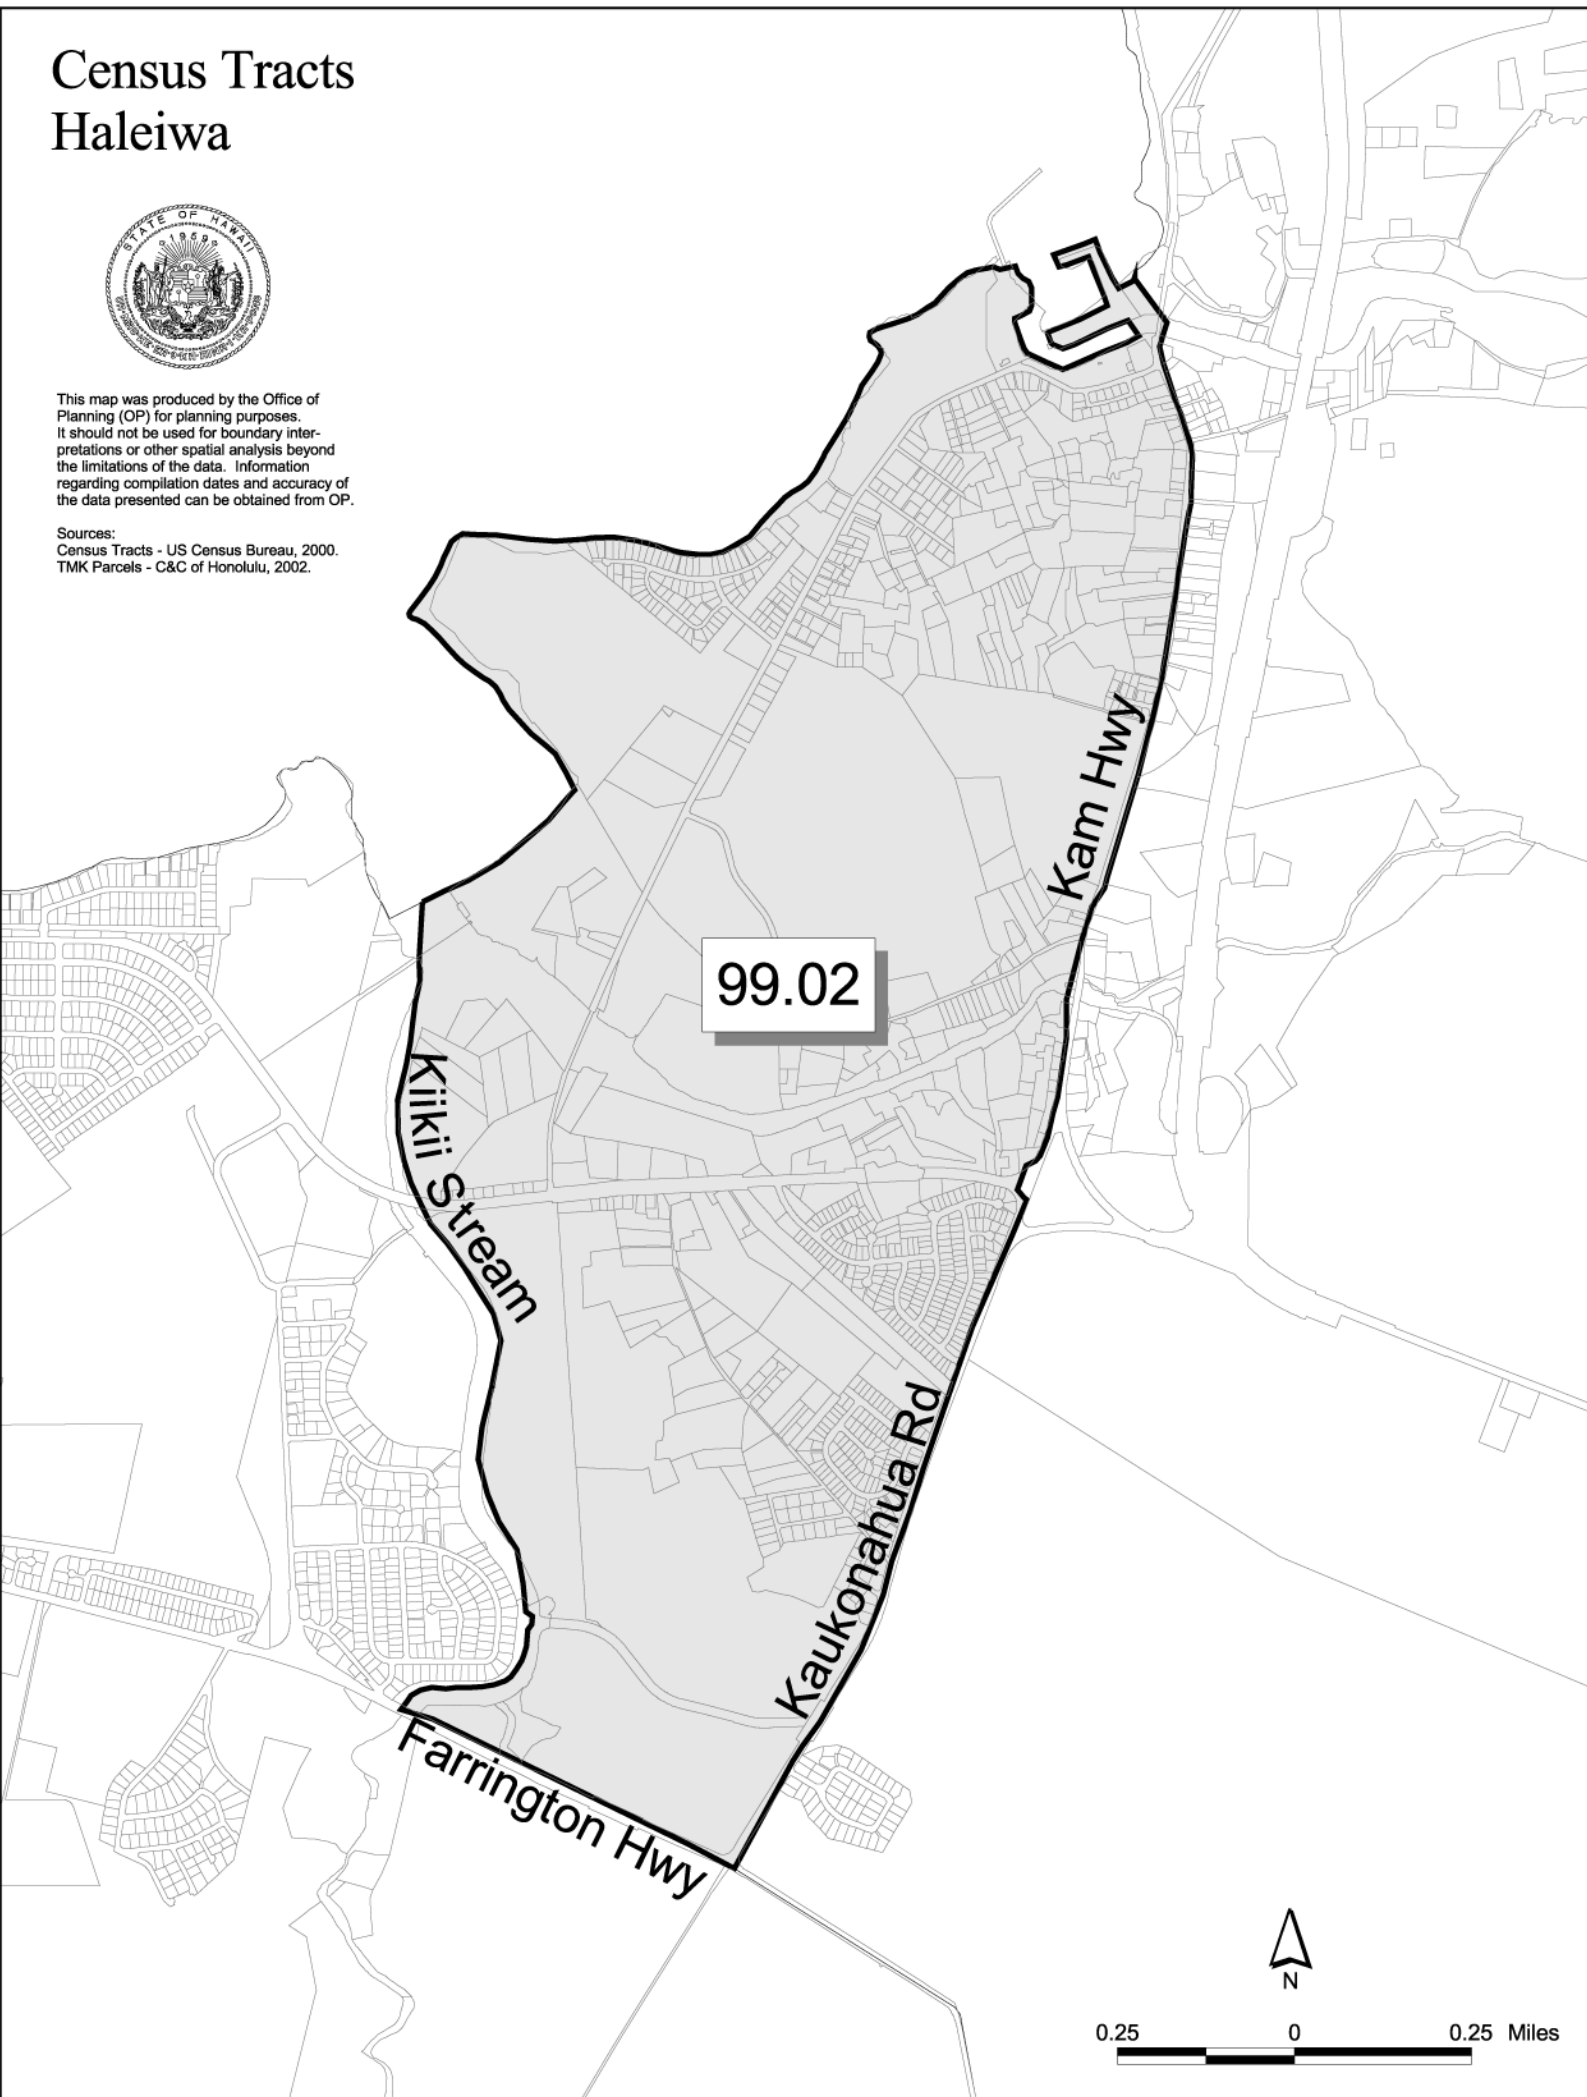 Census Tracts
Haleiwa
STATE OF HAWAII
1959
This map was produced by the Office of
Planning (OP) for planning purposes.
It should not be used for boundary inter-
pretations or other spatial analysis beyond
the limitations of the data. Information
regarding compilation dates and accuracy of
the data presented can be obtained from OP.
Sources:
Census Tracts - US Census Bureau, 2000.
TMK Parcels - C&C of Honolulu, 2002.
Kam Hwy
99.02
Kiikii Stream
Kaukonahua Rd
Farrington Hwy
N
0.25 0 0.25 Miles